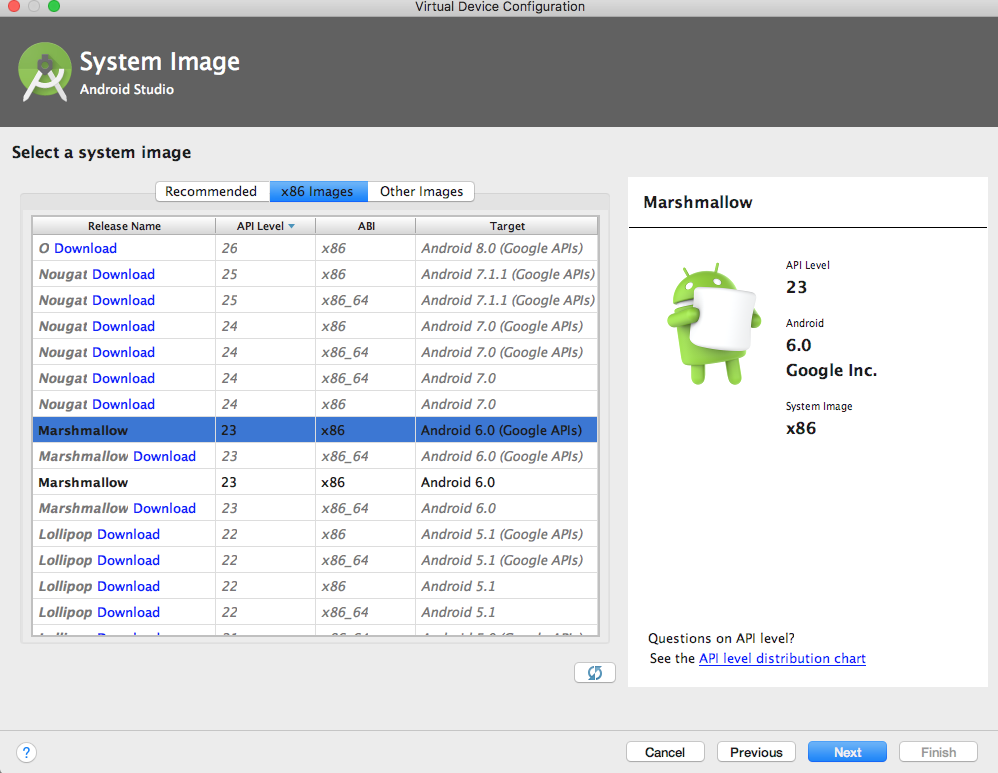 Virtual Device Configuration
System Image
Android Studio
Select a system image
Recommended x86 Images Other Images
Release Name API Level ABI Target
O Download 26 x86 Android 8.0 (Google APIs)
Nougat Download 25 x86 Android 7.1.1 (Google APIs)
Nougat Download 25 x86_64 Android 7.1.1 (Google APIs)
Nougat Download 24 x86 Android 7.0 (Google APIs)
Nougat Download 24 x86_64 Android 7.0 (Google APIs)
Nougat Download 24 x86_64 Android 7.0
Nougat Download 24 x86 Android 7.0
Marshmallow 23 x86 Android 6.0 (Google APIs)
Marshmallow Download 23 x86_64 Android 6.0 (Google APIs)
Marshmallow 23 x86 Android 6.0
Marshmallow Download 23 x86_64 Android 6.0
Lollipop Download 22 x86 Android 5.1 (Google APIs)
Lollipop Download 22 x86_64 Android 5.1 (Google APIs)
Lollipop Download 22 x86 Android 5.1
Lollipop Download 22 x86_64 Android 5.1
Marshmallow
API Level
23
Android
6.0
Google Inc.
System Image
x86
Questions on API level?
See the API level distribution chart
? Cancel Previous Next Finish